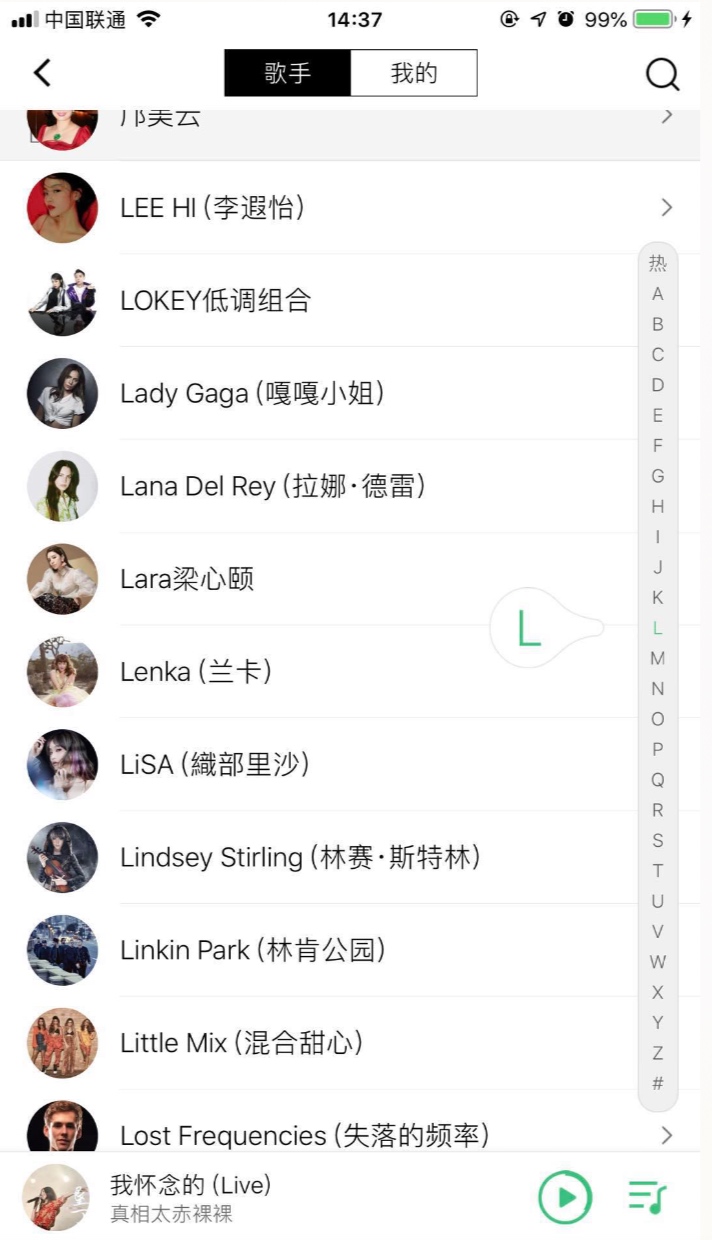 中国联通
14:37
99%
歌手
我的
邝美云
LEE HI (李遐怡)
LOKEY低调组合
Lady Gaga (嘎嘎小姐)
Lana Del Rey (拉娜·德雷)
Lara梁心颐
Lenka (兰卡)
LiSA (織部里沙)
Lindsey Stirling (林赛·斯特林)
Linkin Park (林肯公园)
Little Mix (混合甜心)
Lost Frequencies (失落的频率)
L
热
A
B
C
D
E
F
G
H
I
J
K
L
M
N
O
P
Q
R
S
T
U
V
W
X
Y
Z
#
我怀念的 (Live)
真相太赤裸裸